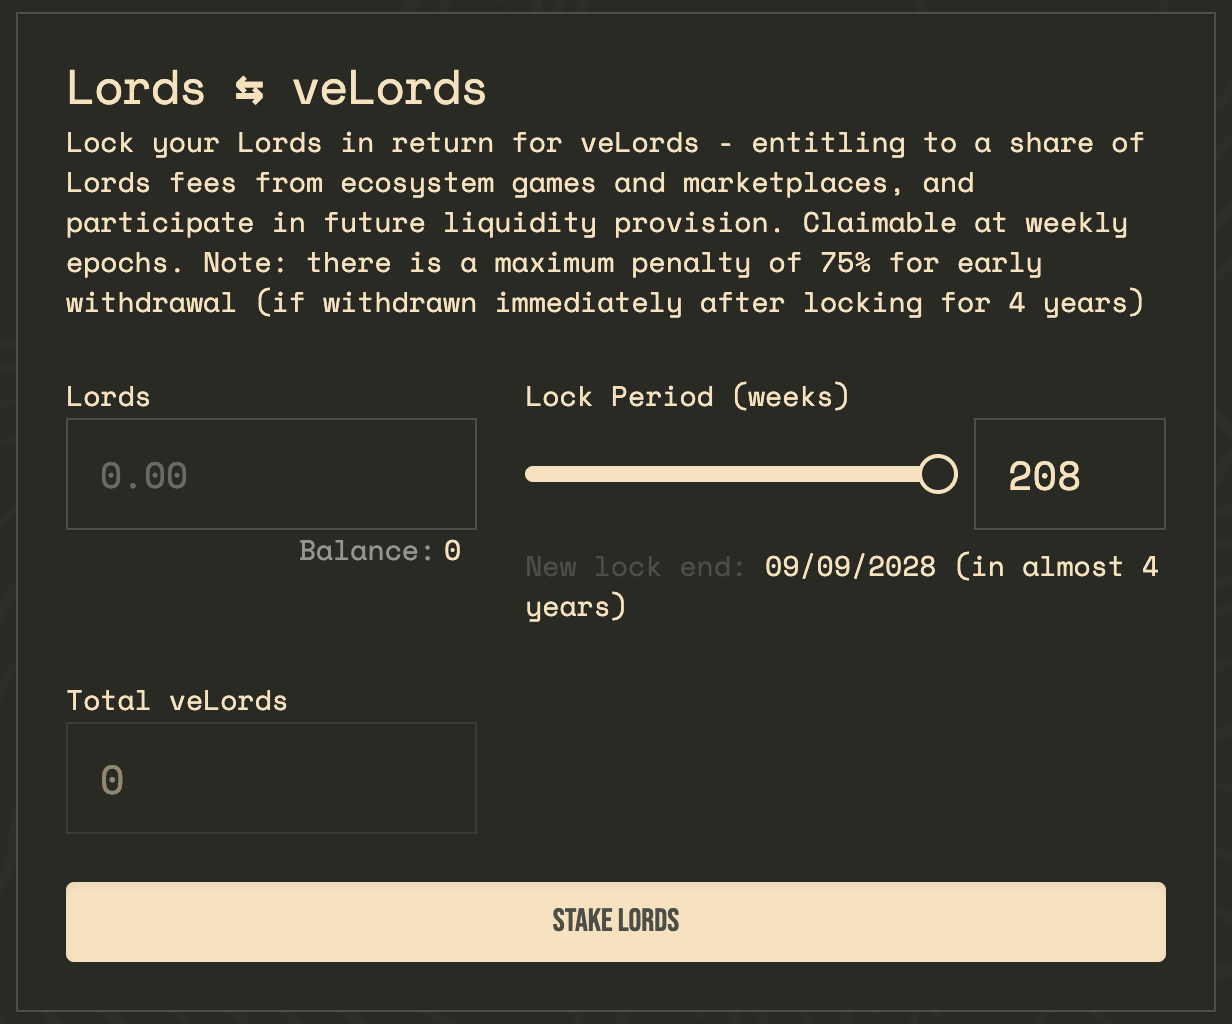 Lords ⇆ veLords
Lock your Lords in return for veLords - entitling to a share of
Lords fees from ecosystem games and marketplaces, and
participate in future liquidity provision. Claimable at weekly
epochs. Note: there is a maximum penalty of 75% for early
withdrawal (if withdrawn immediately after locking for 4 years)
Lords
Lock Period (weeks)
0.00
208
Balance: 0
New lock end: 09/09/2028 (in almost 4
years)
Total veLords
0
STAKE LORDS